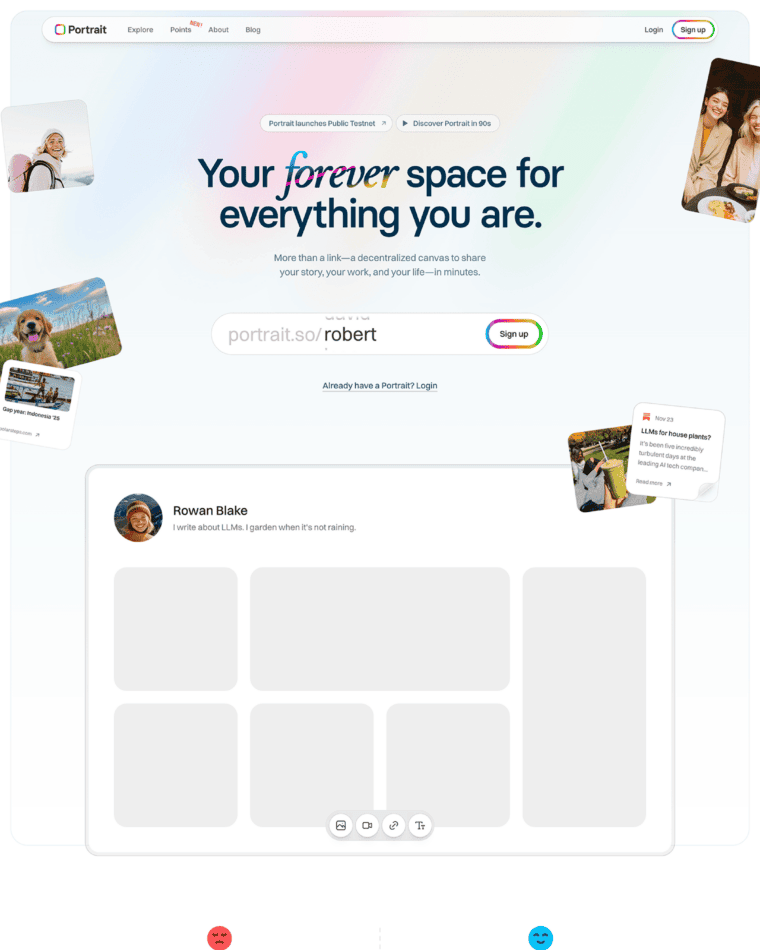 Portrait
Explore
Points
NEW!
About
Blog
Login
Sign up
Portrait launches Public Testnet
Discover Portrait in 90s
Your forever space for
everything you are.
More than a link—a decentralized canvas to share
your story, your work, and your life—in minutes.
portrait.so/robert
Sign up
Already have a Portrait? Login
Gap year: Indonesia '25
Nov 23
LLMs for house plants?
It's been five incredibly
turbulent days at the
leading AI tech compan...
Read more
Rowan Blake
I write about LLMs. I garden when it's not raining.